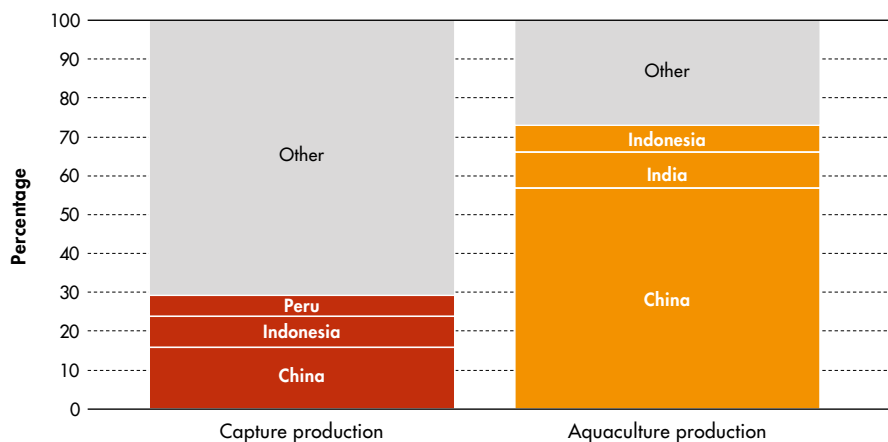 Percentage
100
90
80
70
60
50
40
30
20
10
0
Other
Peru
Indonesia
China
Other
Indonesia
India
China
Capture production
Aquaculture production